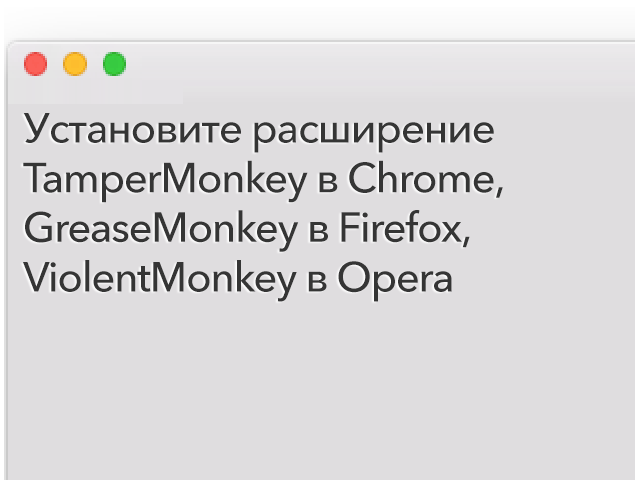 Установите расширение
TamperMonkey в Chrome,
GreaseMonkey в Firefox,
ViolentMonkey в Opera